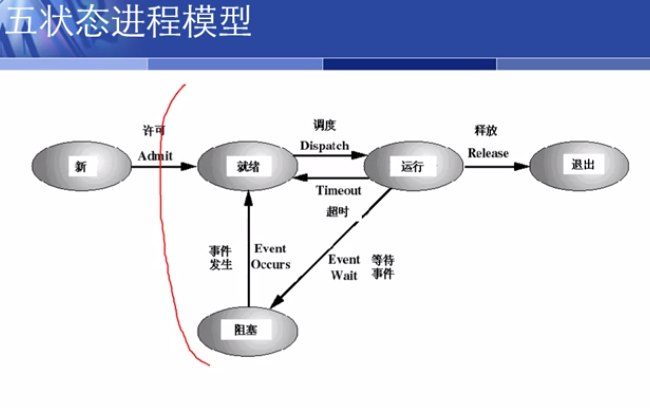 五状态进程模型
许可
Admit
调度
Dispatch
释放
Release
新
就绪
运行
退出
Timeout
超时
事件
发生
Event
Occurs
Event
Wait
等待
事件
阻塞